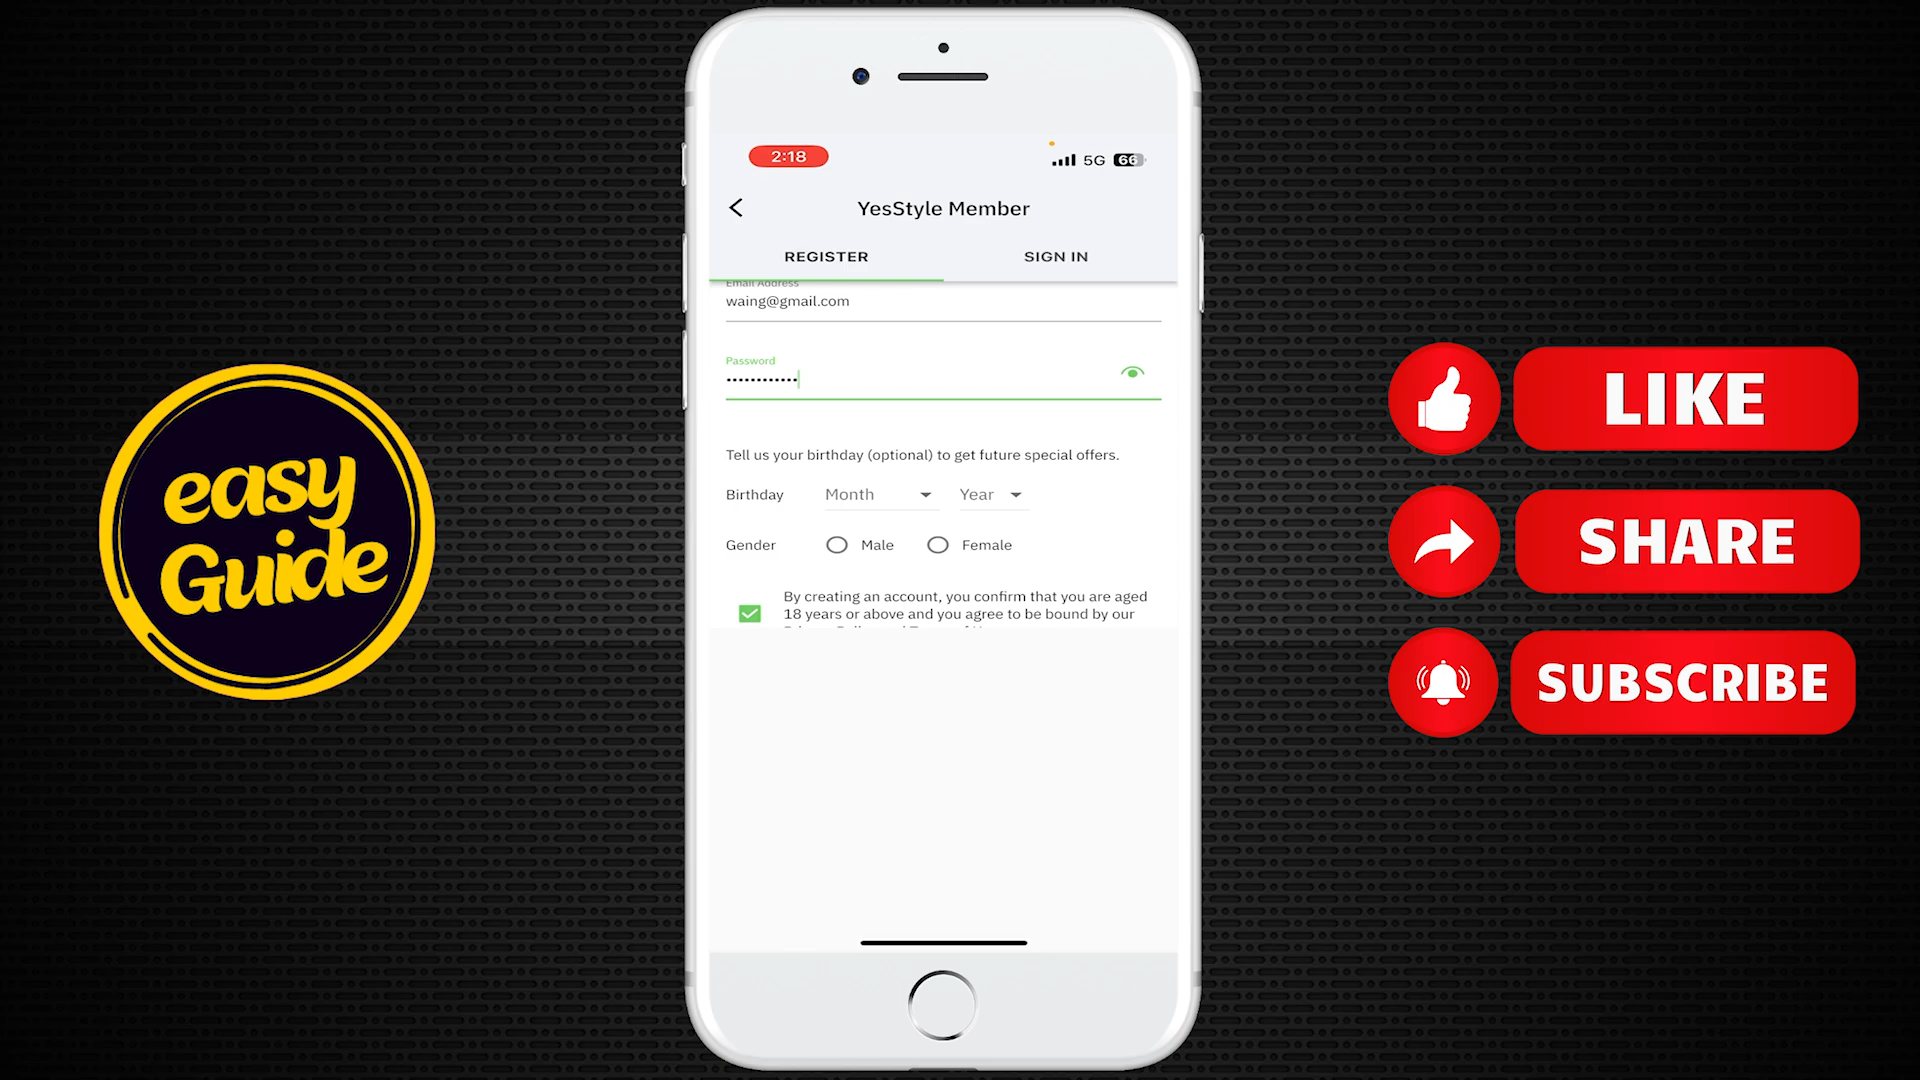 2:18
5G 66
YesStyle Member
REGISTER
SIGN IN
Email Address
waing@gmail.com
Password
Tell us your birthday (optional) to get future special offers.
Birthday Month Year
Gender Male Female
By creating an account, you confirm that you are aged
18 years or above and you agree to be bound by our
easy
Guide
LIKE
SHARE
SUBSCRIBE